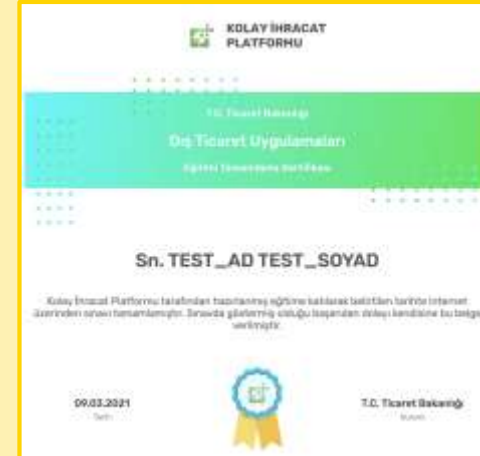 KOLAY İHRACAT
PLATFORMU
T.C. Ticaret Bakanlığı
Dış Ticaret Uygulamaları
Eğitimi Tamamlama Sertifikası
Sn. TEST_AD TEST_SOYAD
Kolay İhracat Platformu tarafından hazırlanmış eğitime katılarak belirtilen tarihte internet
üzerinden sınavı tamamlamıştır. Sınavda göstermiş olduğu başarıdan dolayı kendisine bu belge
verilmiştir.
09.03.2021
Tarih
T.C. Ticaret Bakanlığı
Kurum